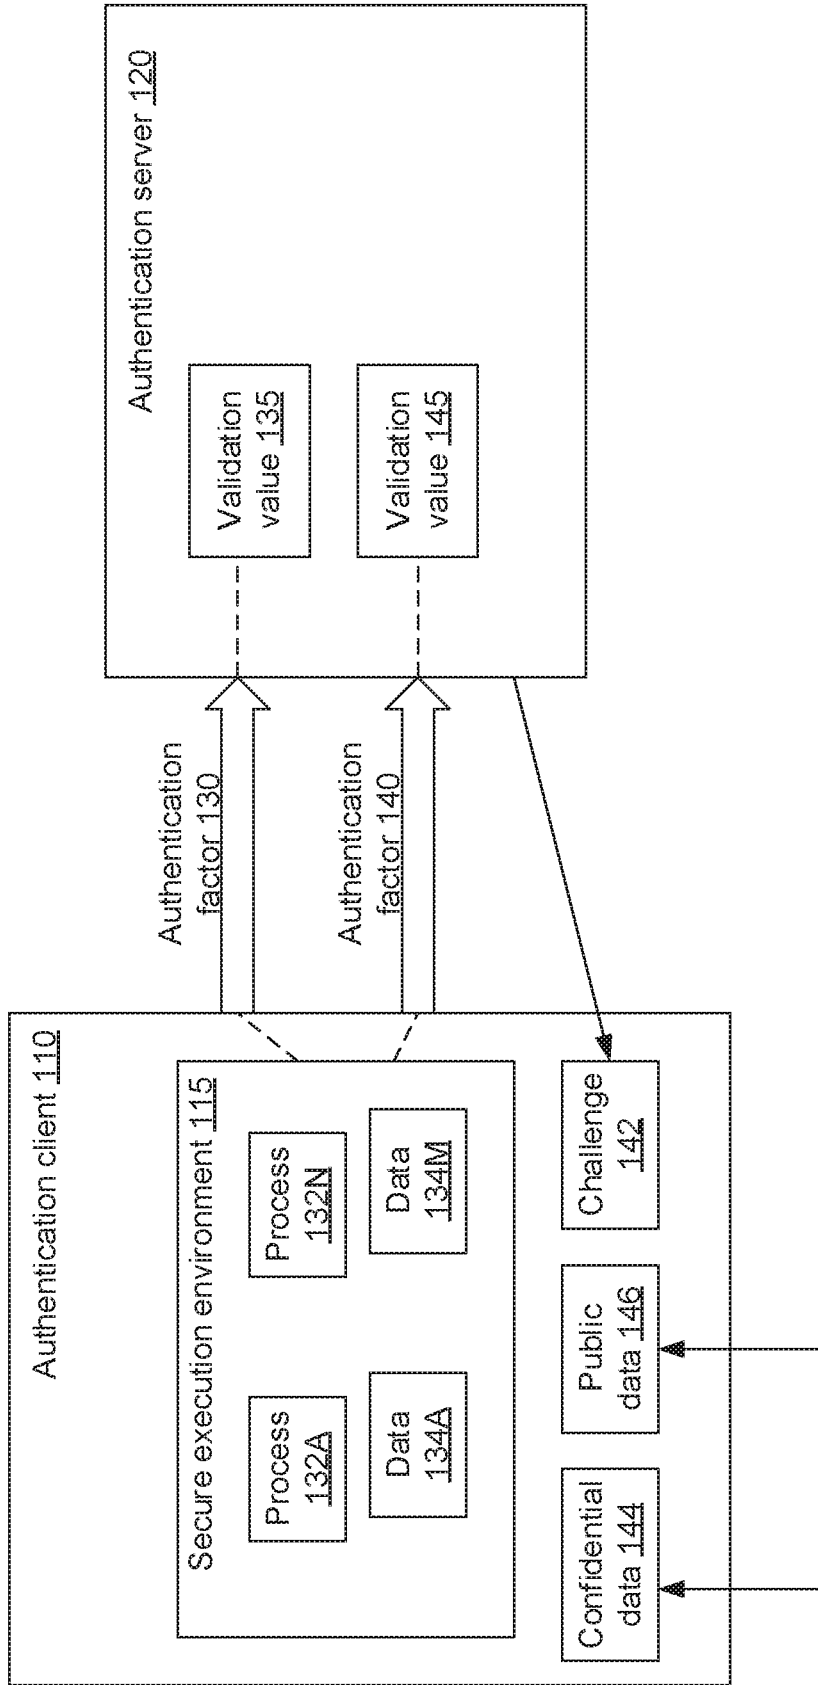 Authentication client 110
Secure execution environment 115
Process
132A
Process
132N
Data
134A
Data
134M
Confidential
data 144
Public
data 146
Challenge
142
Authentication
factor 130
Authentication
factor 140
Authentication server 120
Validation
value 135
Validation
value 145